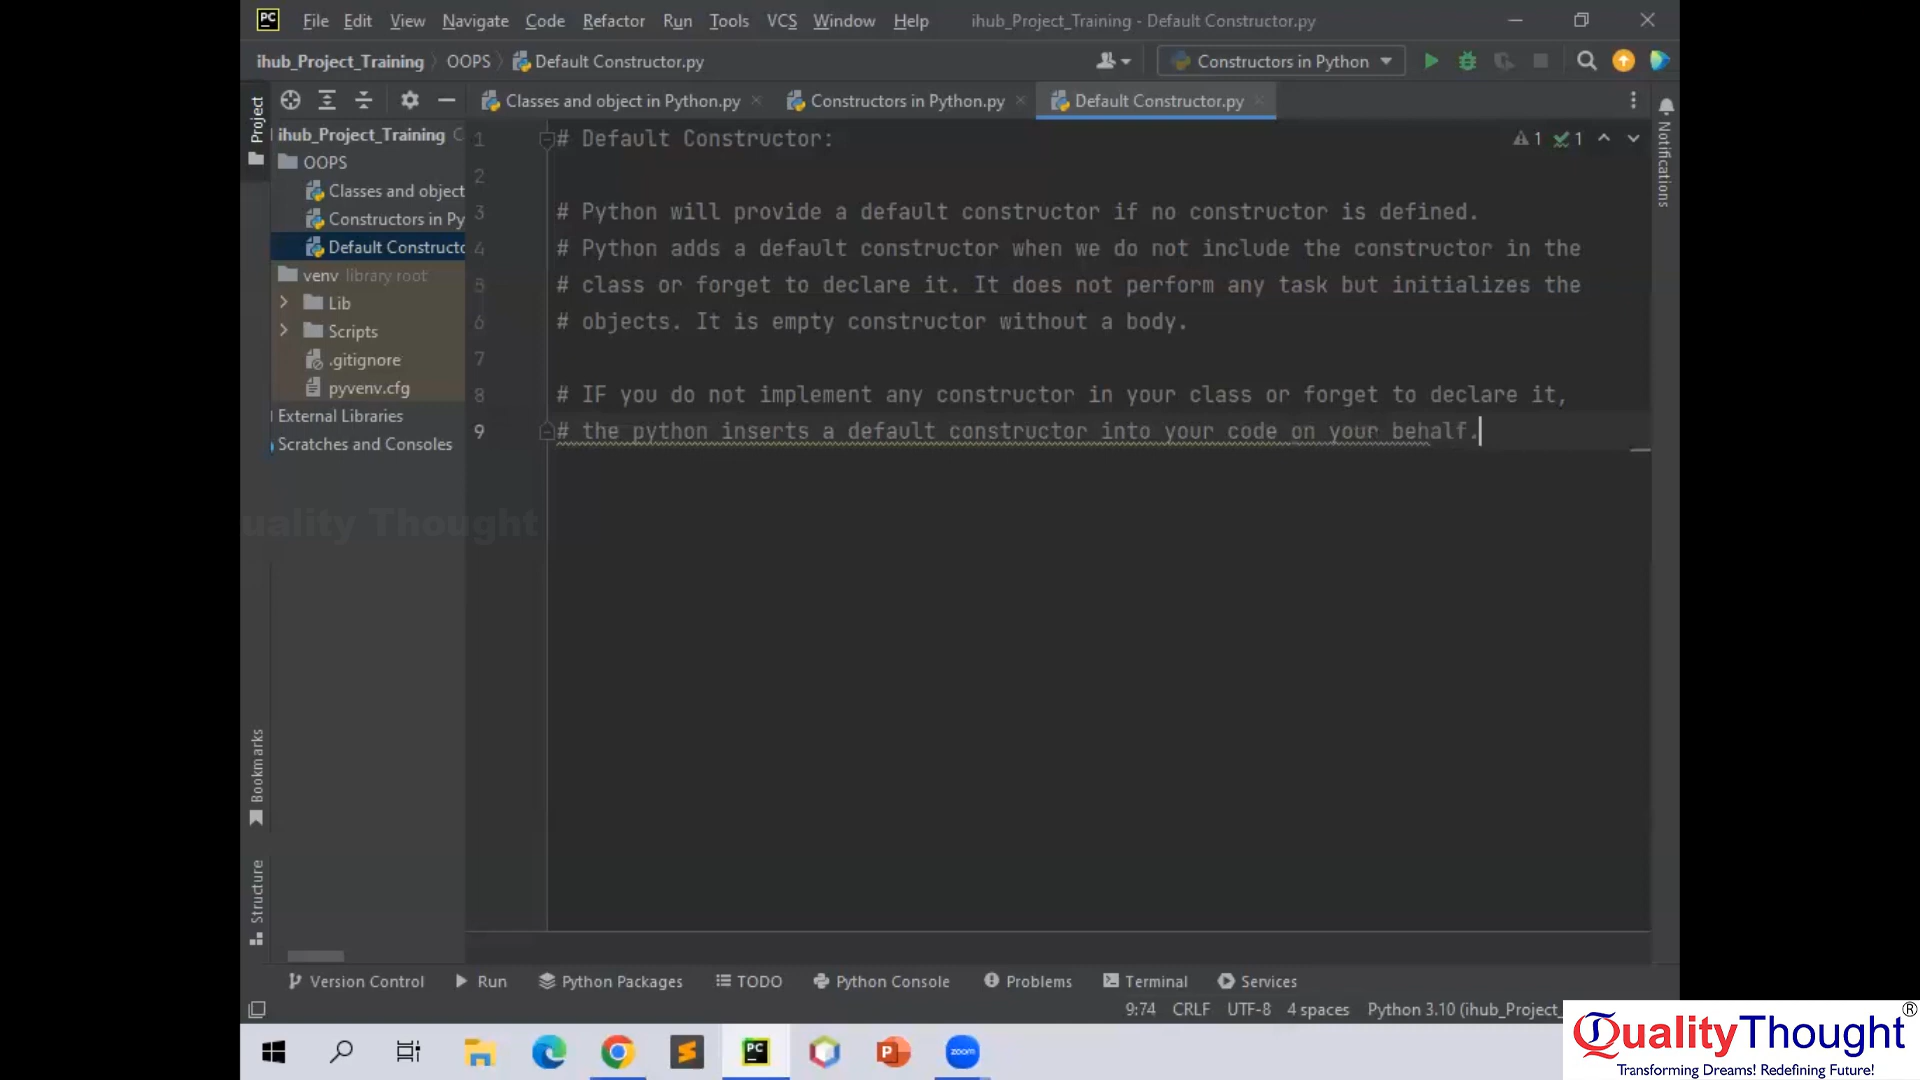 PC File Edit View Navigate Code Refactor Run Tools VCS Window Help ihub_Project_Training - Default Constructor.py
ihub_Project_Training OOPS Default Constructor.py Constructors in Python
Project Classes and object in Python.py Constructors in Python.py Default Constructor.py
ihub_Project_Training C
OOPS
Classes and object
Constructors in Py
Default Constructo
venv library root
Lib
Scripts
.gitignore
pyvenv.cfg
External Libraries
Scratches and Consoles
1 # Default Constructor:
2
3 # Python will provide a default constructor if no constructor is defined.
4 # Python adds a default constructor when we do not include the constructor in the
5 # class or forget to declare it. It does not perform any task but initializes the
6 # objects. It is empty constructor without a body.
7
8 # IF you do not implement any constructor in your class or forget to declare it,
9 # the python inserts a default constructor into your code on your behalf.
1 1
Notifications
uality Thought
Bookmarks
Structure
Version Control Run Python Packages TODO Python Console Problems Terminal Services
9:74 CRLF UTF-8 4 spaces Python 3.10 (ihub_Project_
PC P zoom
QualityThought ®
Transforming Dreams! Redefining Future!